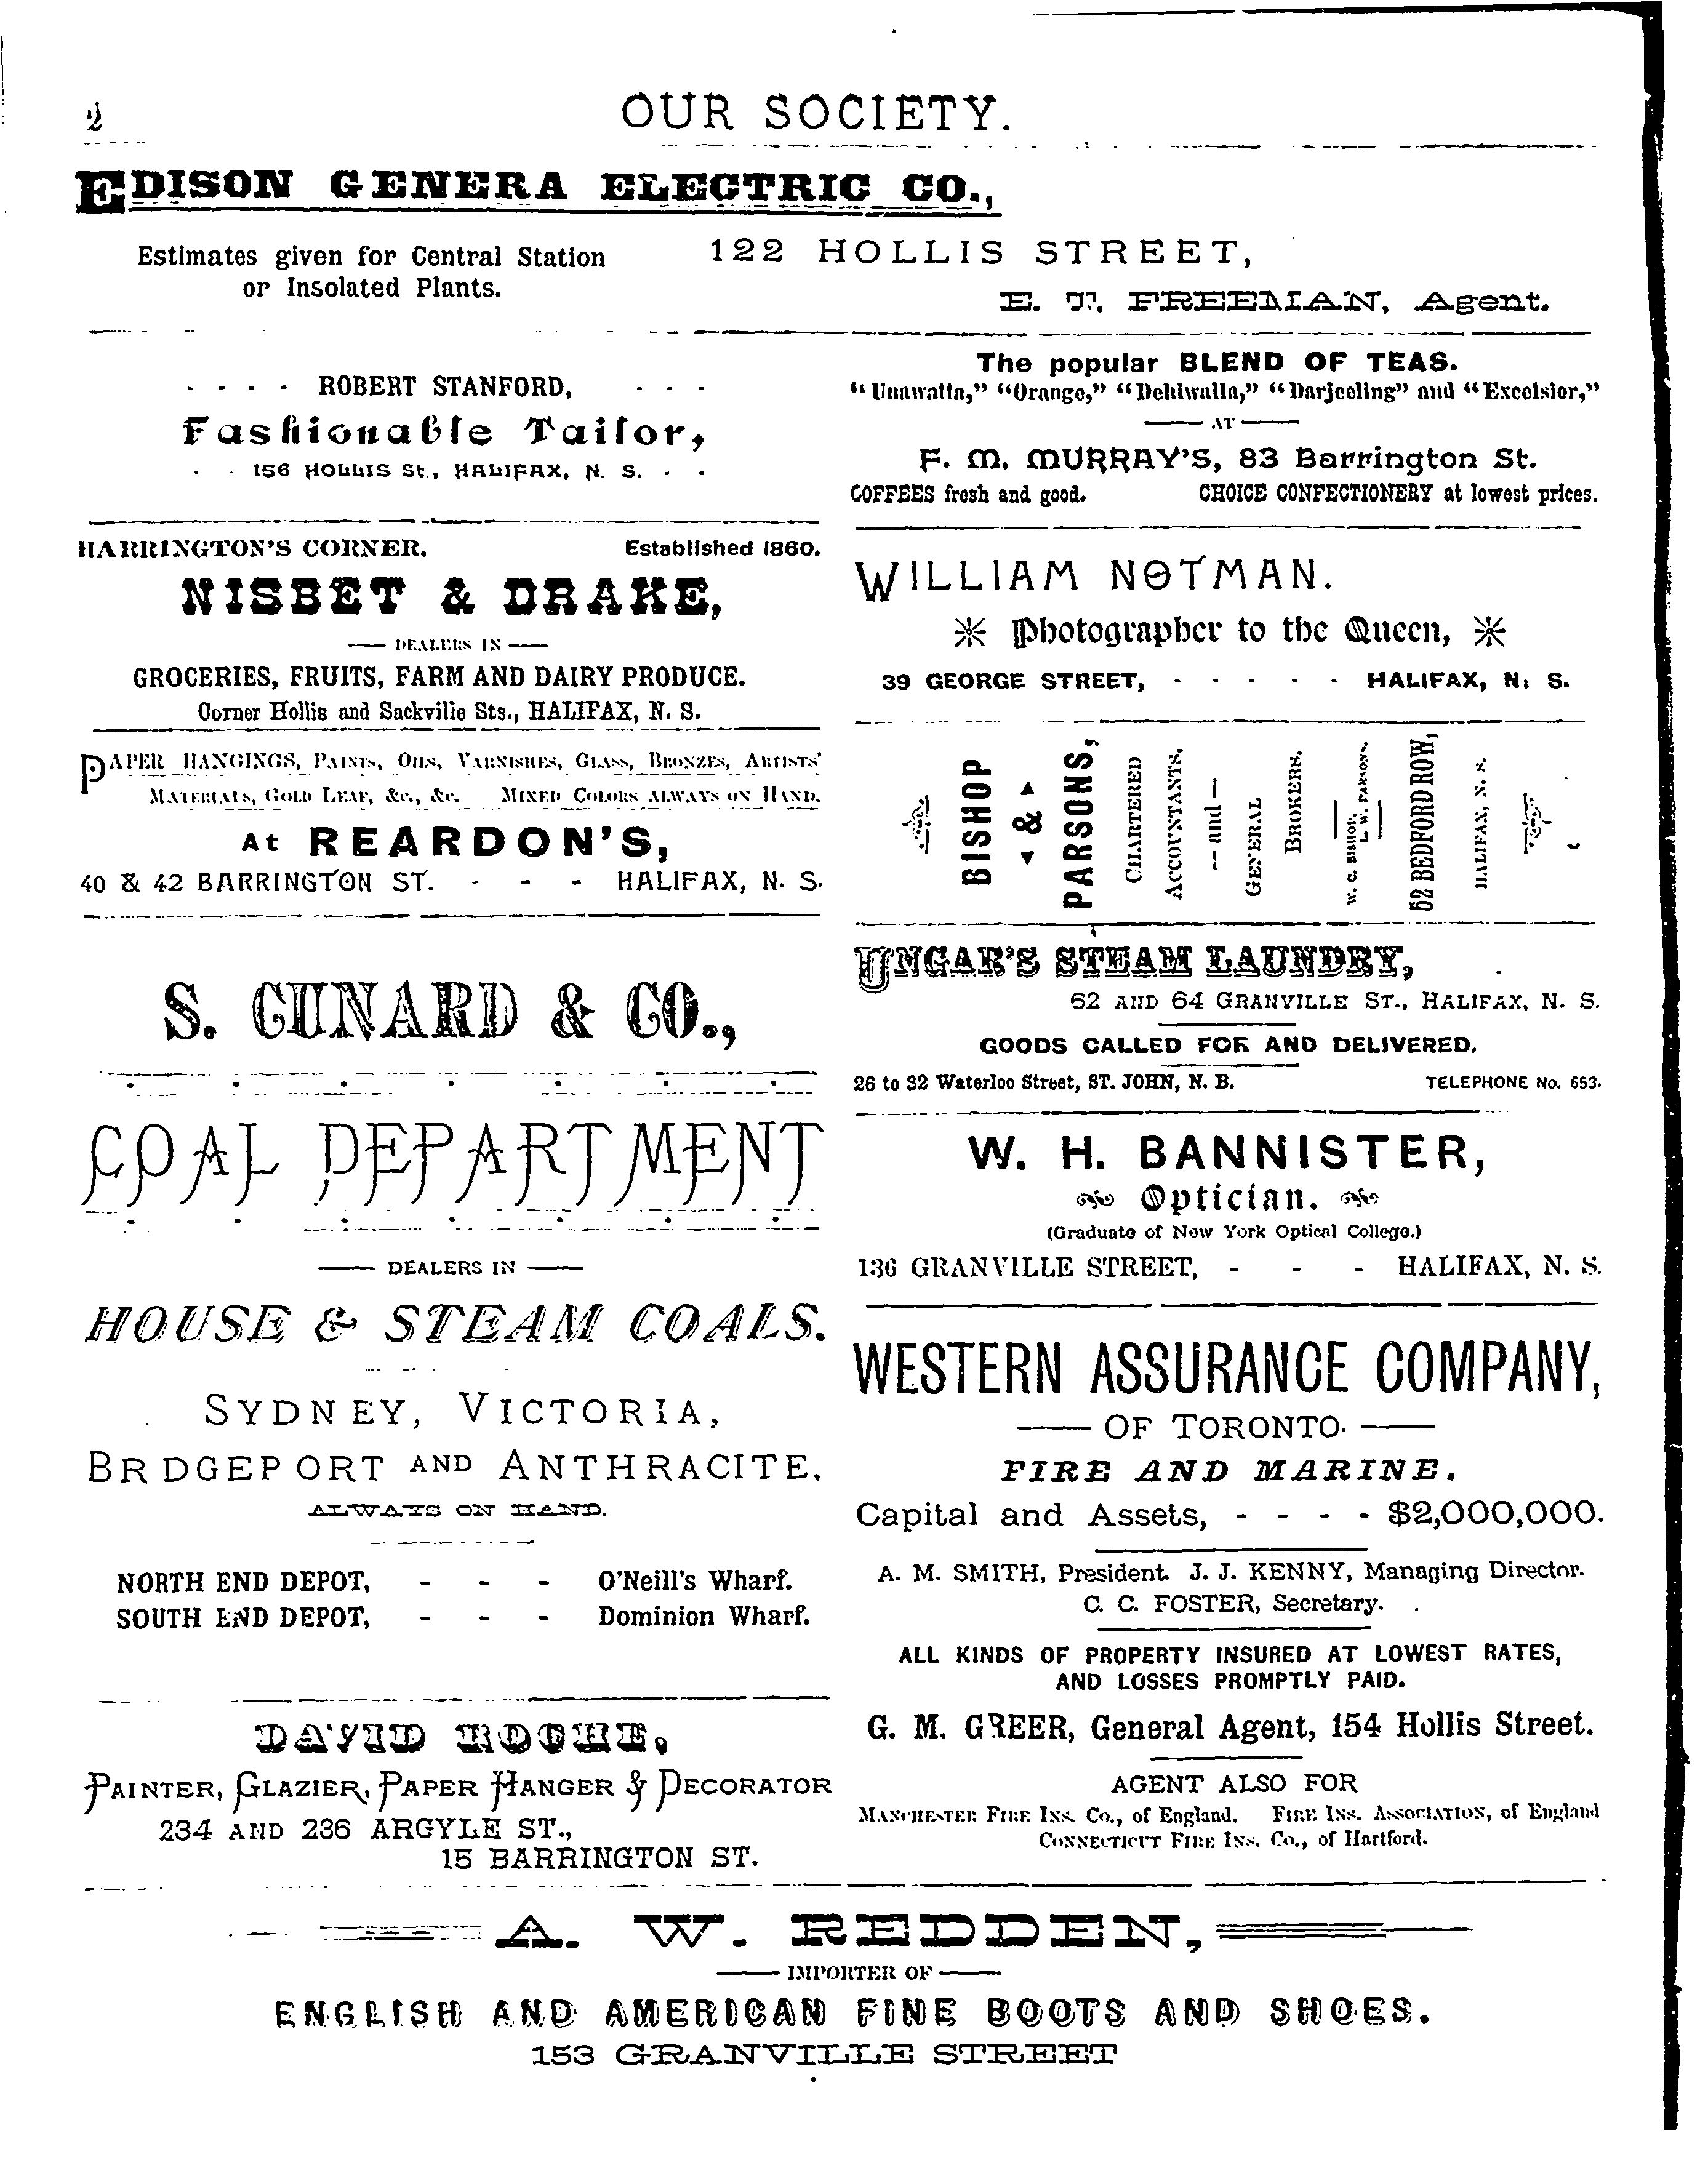 2
OUR SOCIETY.
EDISON GENERA ELECTRIC CO.,
Estimates given for Central Station
or Insolated Plants.
122 HOLLIS STREET,
E. T. FREEMAN, Agent.
- - - - ROBERT STANFORD, - - -
Fashionable Tailor,
- - 156 HOLLIS St., HALIFAX, N. S. - -
HARRINGTON'S CORNER. Established 1860.
NISBET & DRAKE,
— DEALERS IN —
GROCERIES, FRUITS, FARM AND DAIRY PRODUCE.
Corner Hollis and Sackville Sts., HALIFAX, N. S.
PAPER HANGINGS, PAINTS, OILS, VARNISHES, GLASS, BRONZES, ARTISTS'
MATERIALS, GOLD LEAF, &c., &c. MIXED COLORS ALWAYS ON HAND.
At REARDON'S,
40 & 42 BARRINGTON ST. - - - HALIFAX, N. S.
S. CUNARD & CO.,
COAL DEPARTMENT
— DEALERS IN —
HOUSE & STEAM COALS.
SYDNEY, VICTORIA,
BR DGEPORT AND ANTHRACITE,
ALWAYS ON HAND.
NORTH END DEPOT, - - - O'Neill's Wharf.
SOUTH END DEPOT, - - - Dominion Wharf.
DAVID ROCHE,
PAINTER, GLAZIER, PAPER HANGER & DECORATOR
234 AND 236 ARGYLE ST.,
15 BARRINGTON ST.
The popular BLEND OF TEAS.
"Unawatta," "Orange," "Dehiwalla," "Darjeeling" and "Excelsior,"
— AT —
F. M. MURRAY'S, 83 Barrington St.
COFFEES fresh and good. CHOICE CONFECTIONERY at lowest prices.
WILLIAM NOTMAN.
Photographer to the Queen,
39 GEORGE STREET, - - - - - HALIFAX, N. S.
BISHOP
&
PARSONS,
CHARTERED
ACCOUNTANTS,
— and —
GENERAL
BROKERS.
W. C. BISHOP.
L. W. PARSONS.
52 BEDFORD ROW,
HALIFAX, N. S.
UNGAR'S STEAM LAUNDRY,
62 AND 64 GRANVILLE ST., HALIFAX, N. S.
GOODS CALLED FOR AND DELIVERED.
26 to 32 Waterloo Street, ST. JOHN, N. B. TELEPHONE No. 653.
W. H. BANNISTER,
Optician.
(Graduate of New York Optical College.)
136 GRANVILLE STREET, - - - HALIFAX, N. S.
WESTERN ASSURANCE COMPANY,
— OF TORONTO. —
FIRE AND MARINE.
Capital and Assets, - - - - $2,000,000.
A. M. SMITH, President. J. J. KENNY, Managing Director.
C. C. FOSTER, Secretary.
ALL KINDS OF PROPERTY INSURED AT LOWEST RATES,
AND LOSSES PROMPTLY PAID.
G. M. GREER, General Agent, 154 Hollis Street.
AGENT ALSO FOR
MANCHESTER FIRE INS. CO., of England. FIRE INS. ASSOCIATION, of England
CONNECTICUT FIRE INS. CO., of Hartford.
A. W. REDDEN,
— IMPORTER OF —
ENGLISH AND AMERICAN FINE BOOTS AND SHOES.
153 GRANVILLE STREET